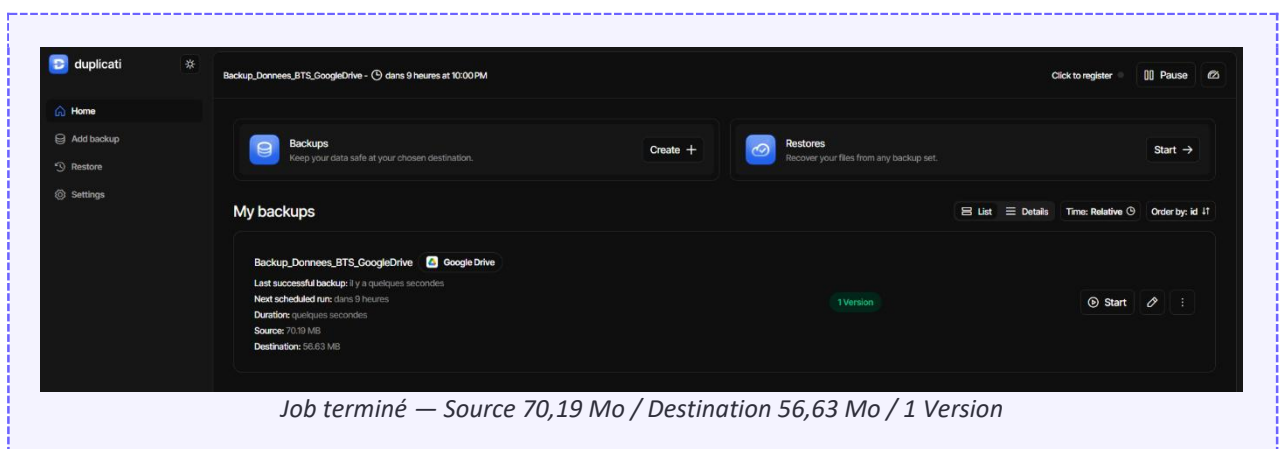 duplicati
Backup_Donnees_BTS_GoogleDrive - dans 9 heures at 10:00 PM
Click to register
Pause
Home
Add backup
Restore
Settings
Backups
Keep your data safe at your chosen destination.
Create +
Restores
Recover your files from any backup set.
Start →
My backups
List
Details
Time: Relative
Order by: id
Backup_Donnees_BTS_GoogleDrive
Google Drive
Last successful backup: il y a quelques secondes
Next scheduled run: dans 9 heures
Duration: quelques secondes
Source: 70.19 MB
Destination: 56.63 MB
1 Version
Start
Job terminé — Source 70,19 Mo / Destination 56,63 Mo / 1 Version